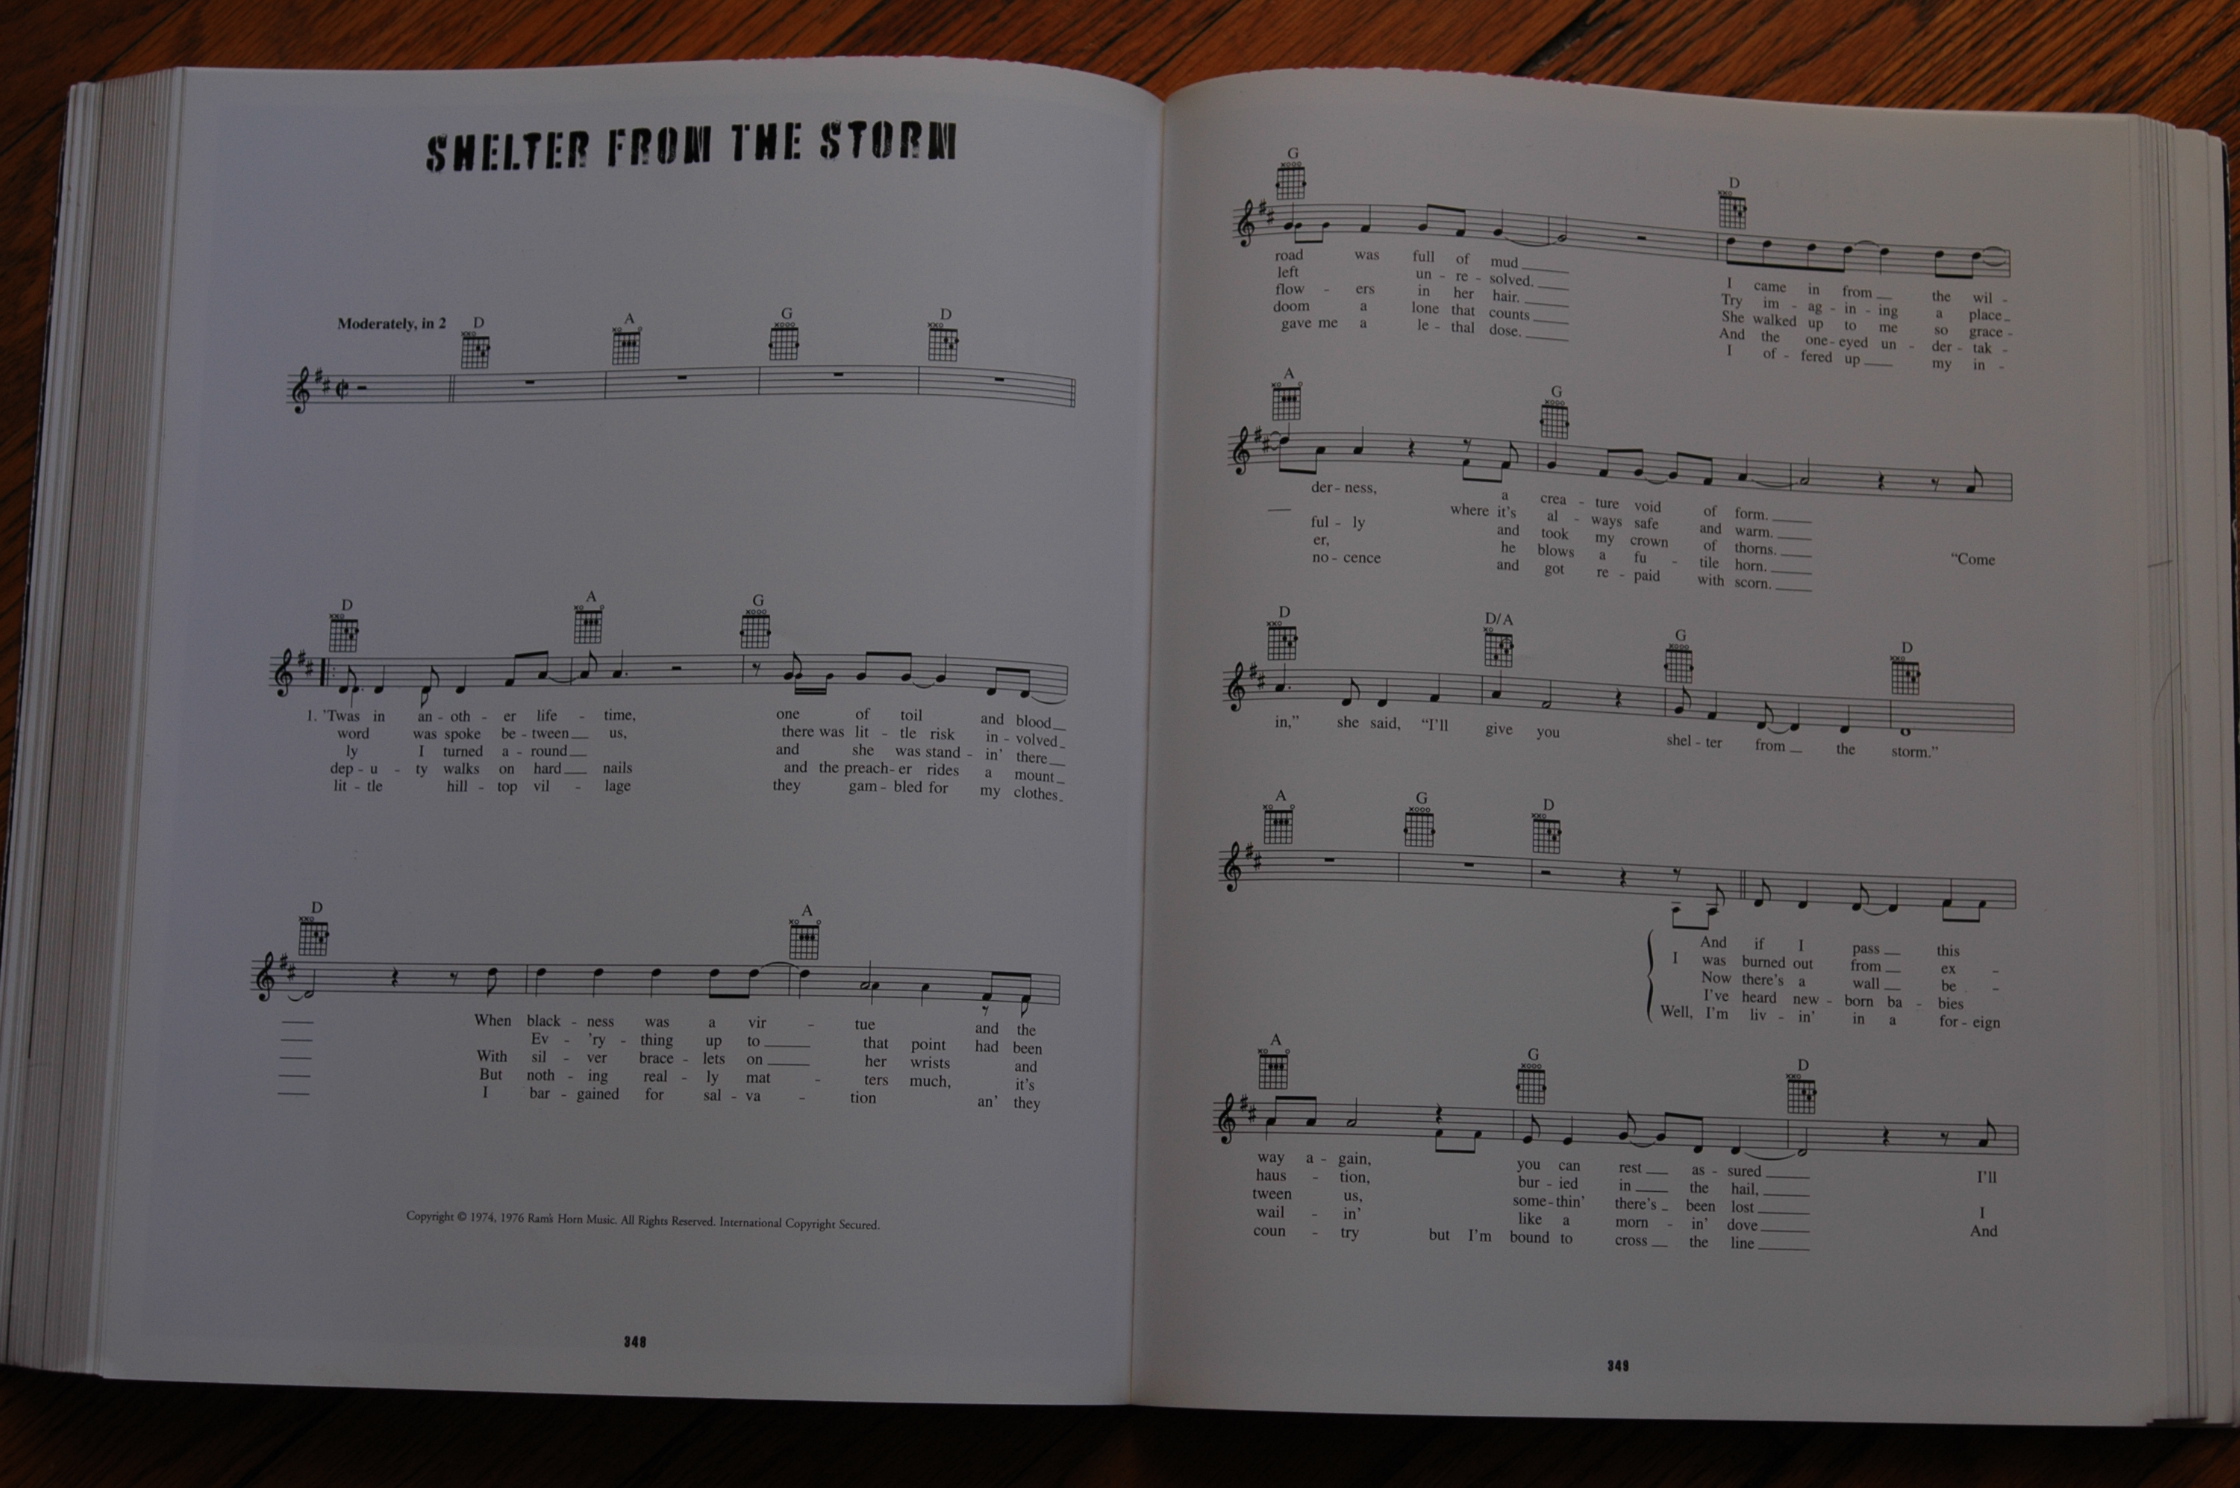 SHELTER FROM THE STORM
Moderately, in 2
D A G D
D A G
1. 'Twas in an - oth - er life - time, one of toil and blood
word was spoke be - tween us, there was lit - tle risk in - volved
ly I turned a - round and she was stand - in' there
dep - u - ty walks on hard nails and the preach - er rides a mount
lit - tle hill - top vil - lage they gam - bled for my clothes
D A
When black - ness was a vir - tue and the
Ev - 'ry - thing up to that point had been
With sil - ver brace - lets on her wrists and
But noth - ing real - ly mat - ters much, it's
I bar - gained for sal - va - tion an' they
Copyright © 1974, 1976 Ram's Horn Music. All Rights Reserved. International Copyright Secured.
348
G D
road was full of mud I came in from the wil -
left un - re - solved. Try im - ag - in - ing a place
flow - ers in her hair. She walked up to me so grace -
doom a lone that counts And the one - eyed un - der - tak -
gave me a le - thal dose. I of - fered up my in -
A G
der - ness, a crea - ture void of form.
where it's al - ways safe and warm.
ful - ly and took my crown of thorns.
er, he blows a fu - tile horn. "Come
no - cence and got re - paid with scorn.
D D/A G D
in," she said, "I'll give you shel - ter from the storm."
A G D
And if I pass this
I was burned out from ex -
Now there's a wall be -
I've heard new - born ba - bies
Well, I'm liv - in' in a for - eign
A G D
way a - gain, you can rest as - sured I'll
haus - tion, bur - ied in the hail,
tween us, some - thin' there's been lost
wail - in' like a morn - in' dove I
coun - try but I'm bound to cross the line And
349